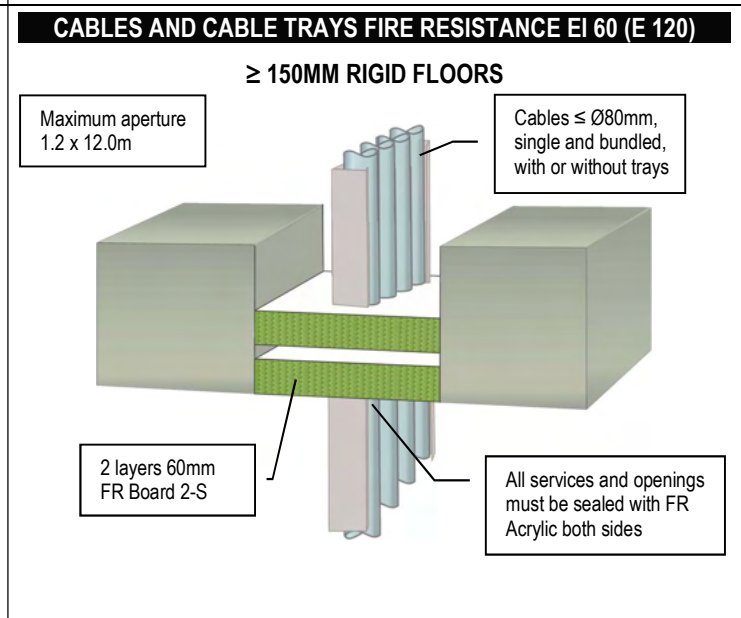 CABLES AND CABLE TRAYS FIRE RESISTANCE EI 60 (E 120)
≥ 150MM RIGID FLOORS
Maximum aperture
1.2 x 12.0m
Cables ≤ Ø80mm,
single and bundled,
with or without trays
2 layers 60mm
FR Board 2-S
All services and openings
must be sealed with FR
Acrylic both sides